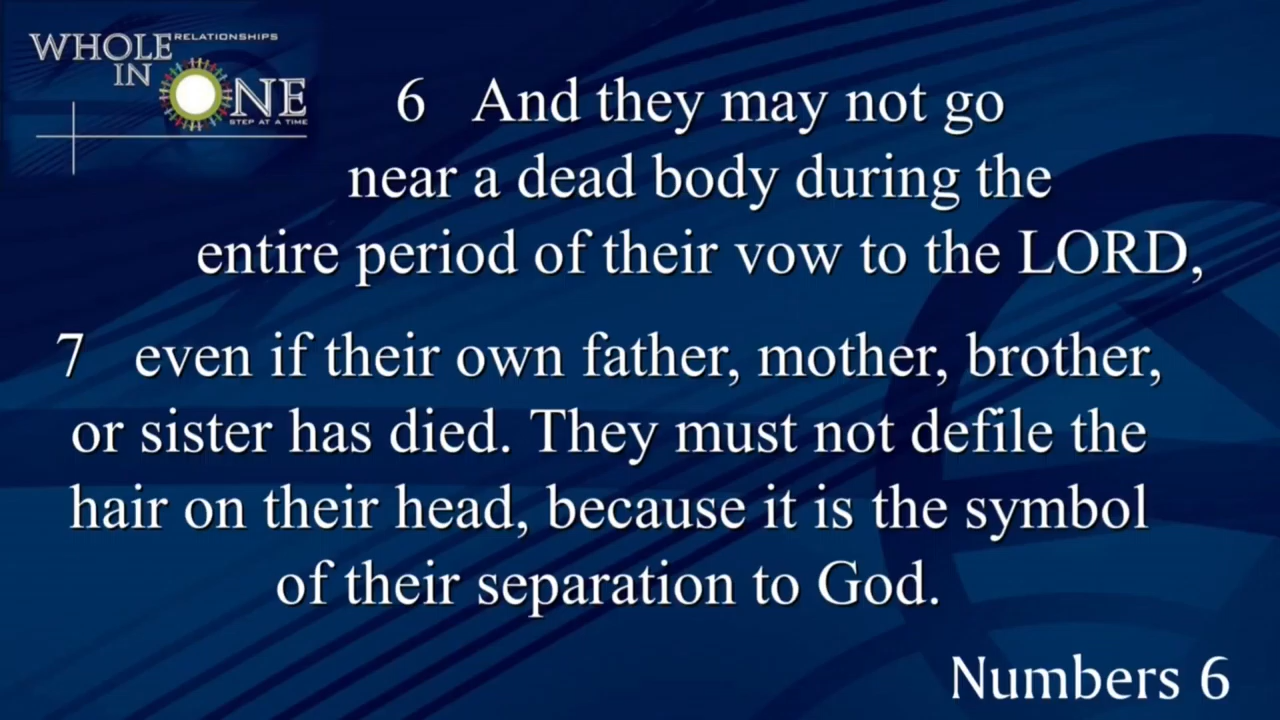 WHOLE RELATIONSHIPS
IN ONE
STEP AT A TIME
6 And they may not go
near a dead body during the
entire period of their vow to the LORD,
7 even if their own father, mother, brother,
or sister has died. They must not defile the
hair on their head, because it is the symbol
of their separation to God.
Numbers 6